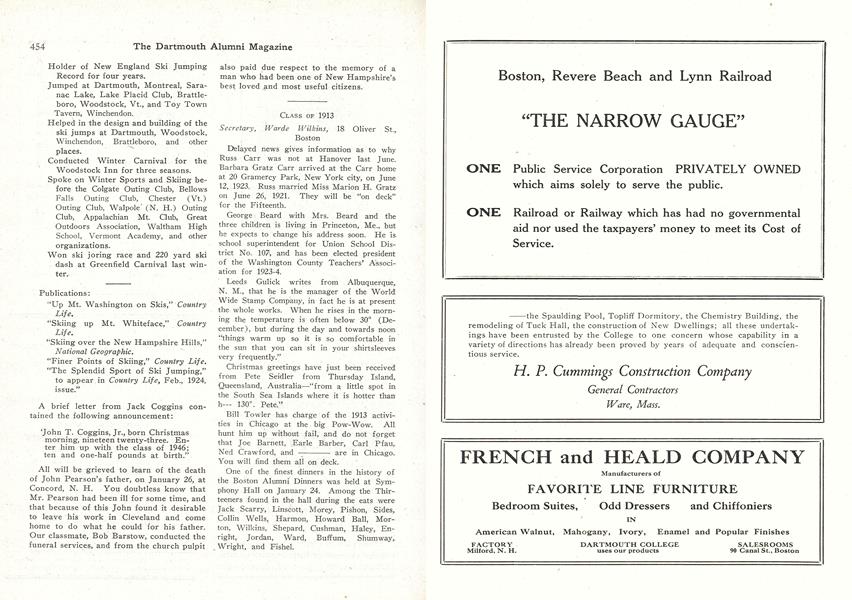 454
The Dartmouth Alumni Magazine
Holder of New England Ski Jumping
Record for four years.
Jumped at Dartmouth, Montreal, Sara-
nac Lake, Lake Placid Club, Brattle-
boro, Woodstock, Vt., and Toy Town
Tavern, Winchendon.
Helped in the design and building of the
ski jumps at Dartmouth, Woodstock,
Winchendon, Brattleboro, and other
places.
Conducted Winter Carnival for the
Woodstock Inn for three seasons.
Spoke on Winter Sports and Skiing be-
fore the Colgate Outing Club, Bellows
Falls Outing Club, Chester (Vt.)
Outing Club, Walpole (N. H.) Outing
Club, Appalachian Mt. Club, Great
Outdoors Association, Waltham High
School, Vermont Academy, and other
organizations.
Won ski joring race and 220 yard ski
dash at Greenfield Carnival last win-
ter.
Publications:
"Up Mt. Washington on Skis," Country
Life.
"Skiing up Mt. Whiteface," Country
Life.
"Skiing over the New Hampshire Hills,"
National Geographic.
"Finer Points of Skiing," Country Life.
"The Splendid Sport of Ski Jumping,"
to appear in Country Life, Feb., 1924,
issue."
A brief letter from Jack Coggins con-
tained the following announcement:
'John T. Coggins, Jr., born Christmas
morning, nineteen twenty-three. En-
ter him up with the class of 1946;
ten and one-half pounds at birth."
All will be grieved to learn of the death
of John Pearson's father, on January 26, at
Concord, N. H. You doubtless know that
Mr. Pearson had been ill for some time, and
that because of this John found it desirable
to leave his work in Cleveland and come
home to do what he could for his father.
Our classmate, Bob Barstow, conducted the
funeral services, and from the church pulpit
also paid due respect to the memory of a
man who had been one of New Hampshire's
best loved and most useful citizens.
Class of 1913
Secretary, Warde Wilkins, 18 Oliver St.,
Boston
Delayed news gives information as to why
Russ Carr was not at Hanover last June.
Barbara Gratz Carr arrived at the Carr home
at 20 Gramercy Park, New York city, on June
12, 1923. Russ married Miss Marion H. Gratz
on June 26, 1921. They will be "on deck"
for the Fifteenth.
George Beard with Mrs. Beard and the
three children is living in Princeton, Me., but
he expects to change his address soon. He is
school superintendent for Union School Dis-
trict No. 107, and has been elected president
of the Washington County Teachers' Associ-
ation for 1923-4.
Leeds Gulick writes from Albuquerque,
N. M., that he is the manager of the World
Wide Stamp Company, in fact he is at present
the whole works. When he rises in the morn-
ing the temperature is often below 30° (De-
cember), but during the day and towards noon
"things warm up so it is so comfortable in
the sun that you can sit in your shirtsleeves
very frequently."
Christmas greetings have just been received
from Pete Seidler from Thursday Island,
Queensland, Australia—"from a little spot in
the South Sea Islands where it is hotter than
h--- 130°. Pete."
Bill Towler has charge of the 1913 activi-
ties in Chicago at the big Pow-Wow. All
hunt him up without fail, and do not forget
that Joe Barnett, Earle Barber, Carl Pfau,
Ned Crawford, and ——— are in Chicago.
You will find them all on deck.
One of the finest dinners in the history of
the Boston Alumni Dinners was held at Sym-
phony Hall on January 24. Among the Thir-
teeners found in the hall during the eats were
Jack Scarry, Linscott, Morey, Pishon, Sides,
Collin Wells, Harmon, Howard Ball, Mor-
ton, Wilkins, Shepard, Cushman, Haley, En-
right, Jordan, Ward, Buffum, Shumway,
Wright, and Fishel.
Boston, Revere Beach and Lynn Railroad
"THE NARROW GAUGE"
ONE Public Service Corporation PRIVATELY OWNED
which aims solely to serve the public.
ONE Railroad or Railway which has had no governmental
aid nor used the taxpayers' money to meet its Cost of
Service.
——the Spaulding Pool, Topliff Dormitory, the Chemistry Building, the
remodeling of Tuck Hall, the construction of New Dwellings; all these undertak-
ings have been entrusted by the College to one concern whose capability in a
variety of directions has already been proved by years of adequate and conscien-
tious service.
H. P. Cummings Construction Company
General Contractors
Ware, Mass.
FRENCH and HEALD COMPANY
Manufacturers of
FAVORITE LINE FURNITURE
Bedroom Suites, Odd Dressers and Chiffoniers
IN
American Walnut, Mahogany, Ivory, Enamel and Popular Finishes
FACTORY DARTMOUTH COLLEGE SALESROOMS
Milford, N. H. uses our products 90 Canal St., Boston